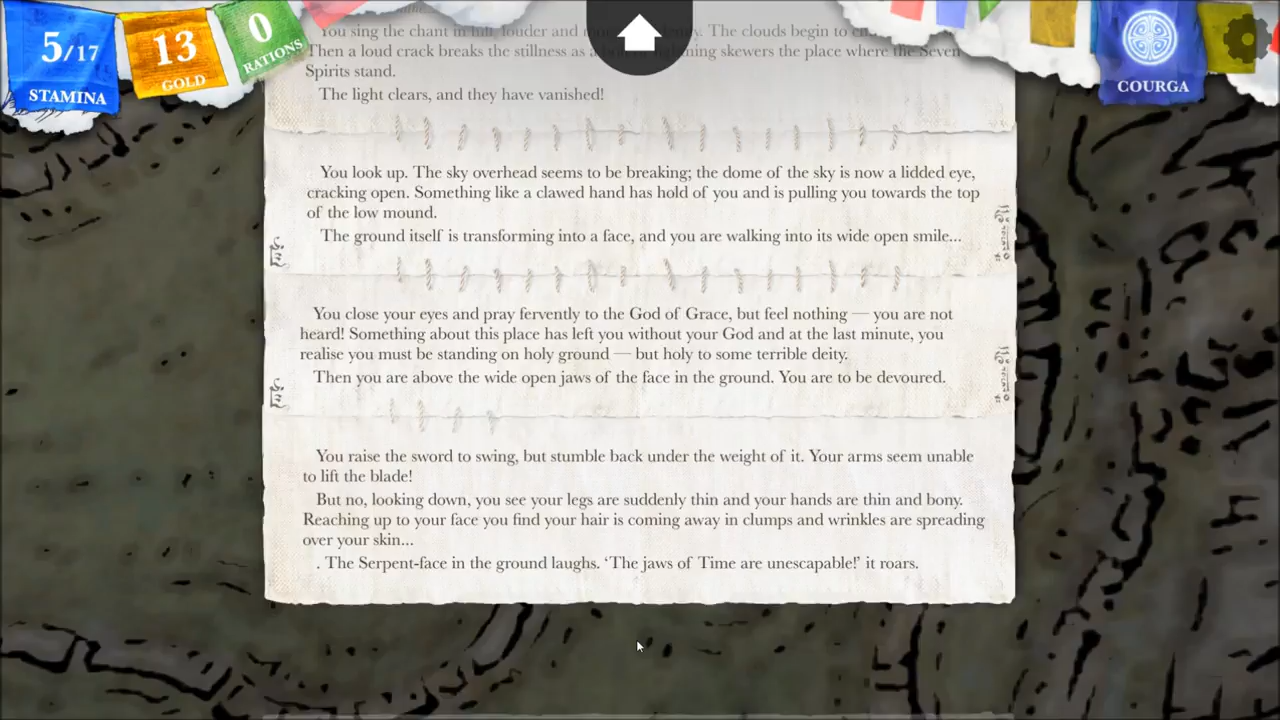 5/17
STAMINA
13
GOLD
0
RATIONS
COURGA
You sing the chant in full, louder and
. The clouds begin to
Then a loud crack breaks the stillness as a skewers the place where the Seven
Spirits stand.
The light clears, and they have vanished!
You look up. The sky overhead seems to be breaking; the dome of the sky is now a lidded eye,
cracking open. Something like a clawed hand has hold of you and is pulling you towards the top
of the low mound.
The ground itself is transforming into a face, and you are walking into its wide open smile...
You close your eyes and pray fervently to the God of Grace, but feel nothing — you are not
heard! Something about this place has left you without your God and at the last minute, you
realise you must be standing on holy ground — but holy to some terrible deity.
Then you are above the wide open jaws of the face in the ground. You are to be devoured.
You raise the sword to swing, but stumble back under the weight of it. Your arms seem unable
to lift the blade!
But no, looking down, you see your legs are suddenly thin and your hands are thin and bony.
Reaching up to your face you find your hair is coming away in clumps and wrinkles are spreading
over your skin...
. The Serpent-face in the ground laughs. ‘The jaws of Time are unescapable!’ it roars.